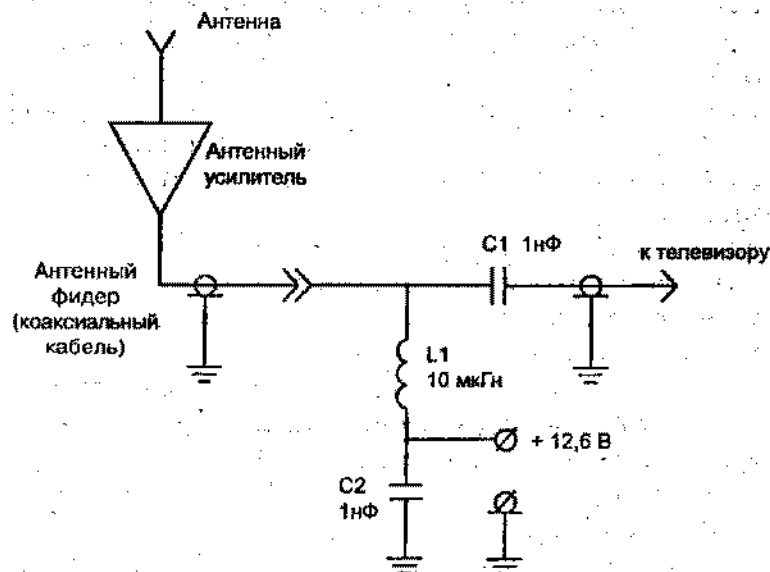 Антенна
Антенный
усилитель
C1 1нФ
к телевизору
Антенный
фидер
(коаксиальный
кабель)
L1
10 мкГн
+ 12,6 В
C2
1нФ